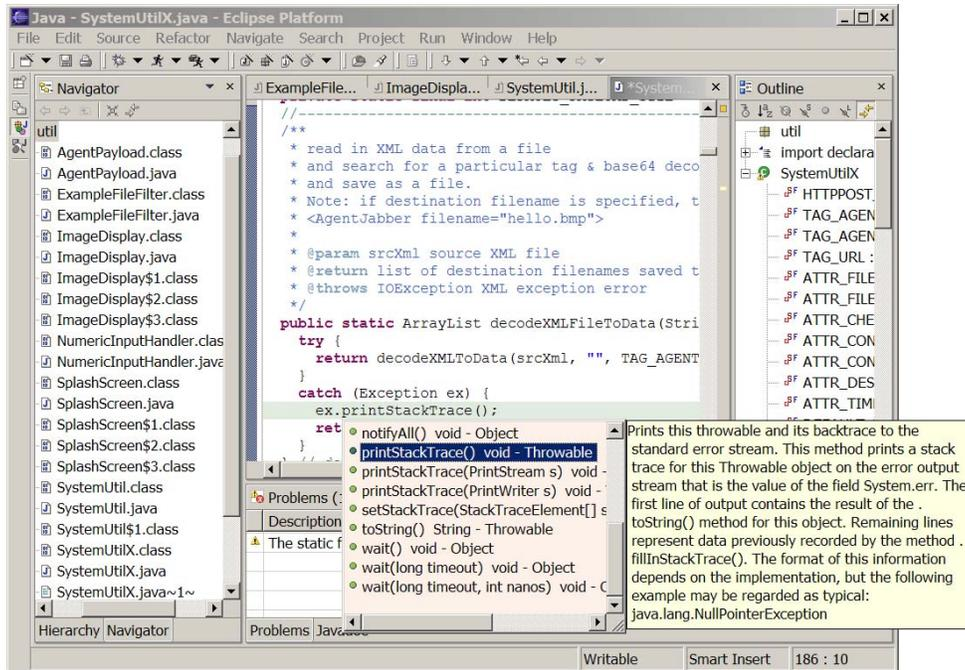 Java - SystemUtilX.java - Eclipse Platform
File Edit Source Refactor Navigate Search Project Run Window Help
Navigator
util
AgentPayload.class
AgentPayload.java
ExampleFileFilter.class
ExampleFileFilter.java
ImageDisplay.class
ImageDisplay.java
ImageDisplay$1.class
ImageDisplay$2.class
ImageDisplay$3.class
NumericInputHandler.clas
NumericInputHandler.java
SplashScreen.class
SplashScreen.java
SplashScreen$1.class
SplashScreen$2.class
SplashScreen$3.class
SystemUtil.class
SystemUtil.java
SystemUtil$1.class
SystemUtilX.class
SystemUtilX.java
SystemUtilX.java~1~
Hierarchy Navigator
ExampleFile... ImageDispla... SystemUtil.j... *System...
//----------------------------------------------
/**
* read in XML data from a file
* and search for a particular tag & base64 deco
* and save as a file.
* Note: if destination filename is specified, t
* <AgentJabber filename="hello.bmp">
*
* @param srcXml source XML file
* @return list of destination filenames saved t
* @throws IOException XML exception error
*/
public static ArrayList decodeXMLFileToData(Stri
try {
return decodeXMLToData(srcXml, "", TAG_AGENT
}
catch (Exception ex) {
ex.printStackTrace();
ret
}
notifyAll() void - Object
printStackTrace() void - Throwable
printStackTrace(PrintStream s) void -
printStackTrace(PrintWriter s) void -
setStackTrace(StackTraceElement[] s
toString() String - Throwable
wait() void - Object
wait(long timeout) void - Object
wait(long timeout, int nanos) void -
Prints this throwable and its backtrace to the
standard error stream. This method prints a stack
trace for this Throwable object on the error output
stream that is the value of the field System.err. The
first line of output contains the result of the .
toString() method for this object. Remaining lines
represent data previously recorded by the method .
fillInStackTrace(). The format of this information
depends on the implementation, but the following
example may be regarded as typical:
java.lang.NullPointerException
Problems (
Description
The static f
Problems Javadoc
Outline
util
import declara
SystemUtilX
HTTPPOST_
TAG_AGEN
TAG_AGEN
TAG_URL :
ATTR_FILE
ATTR_FILE
ATTR_CHE
ATTR_CON
ATTR_CON
ATTR_DES
ATTR_TIM
Writable Smart Insert 186 : 10